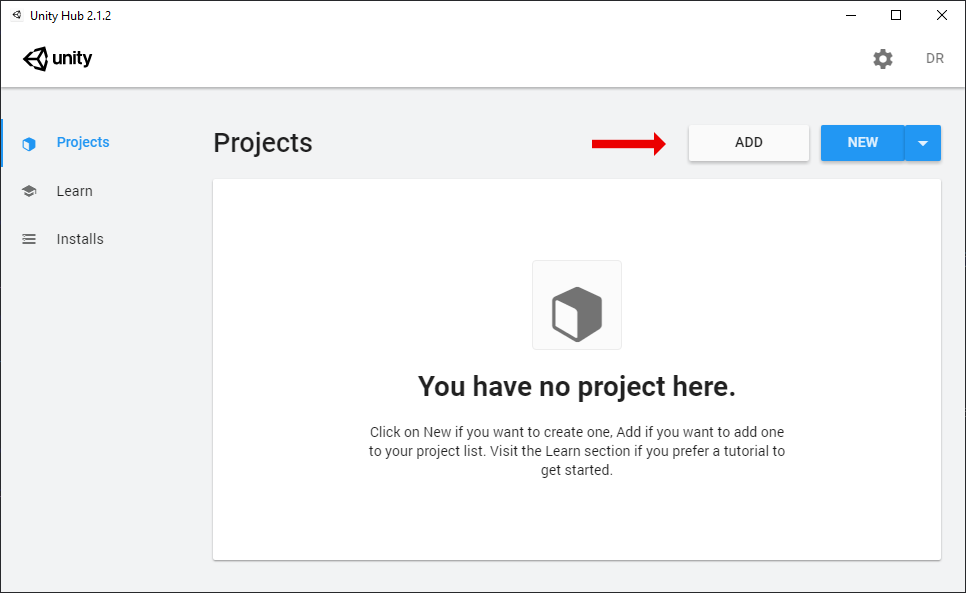 Unity Hub 2.1.2
unity
DR
Projects
Learn
Installs
Projects
ADD
NEW
You have no project here.
Click on New if you want to create one, Add if you want to add one
to your project list. Visit the Learn section if you prefer a tutorial to
get started.